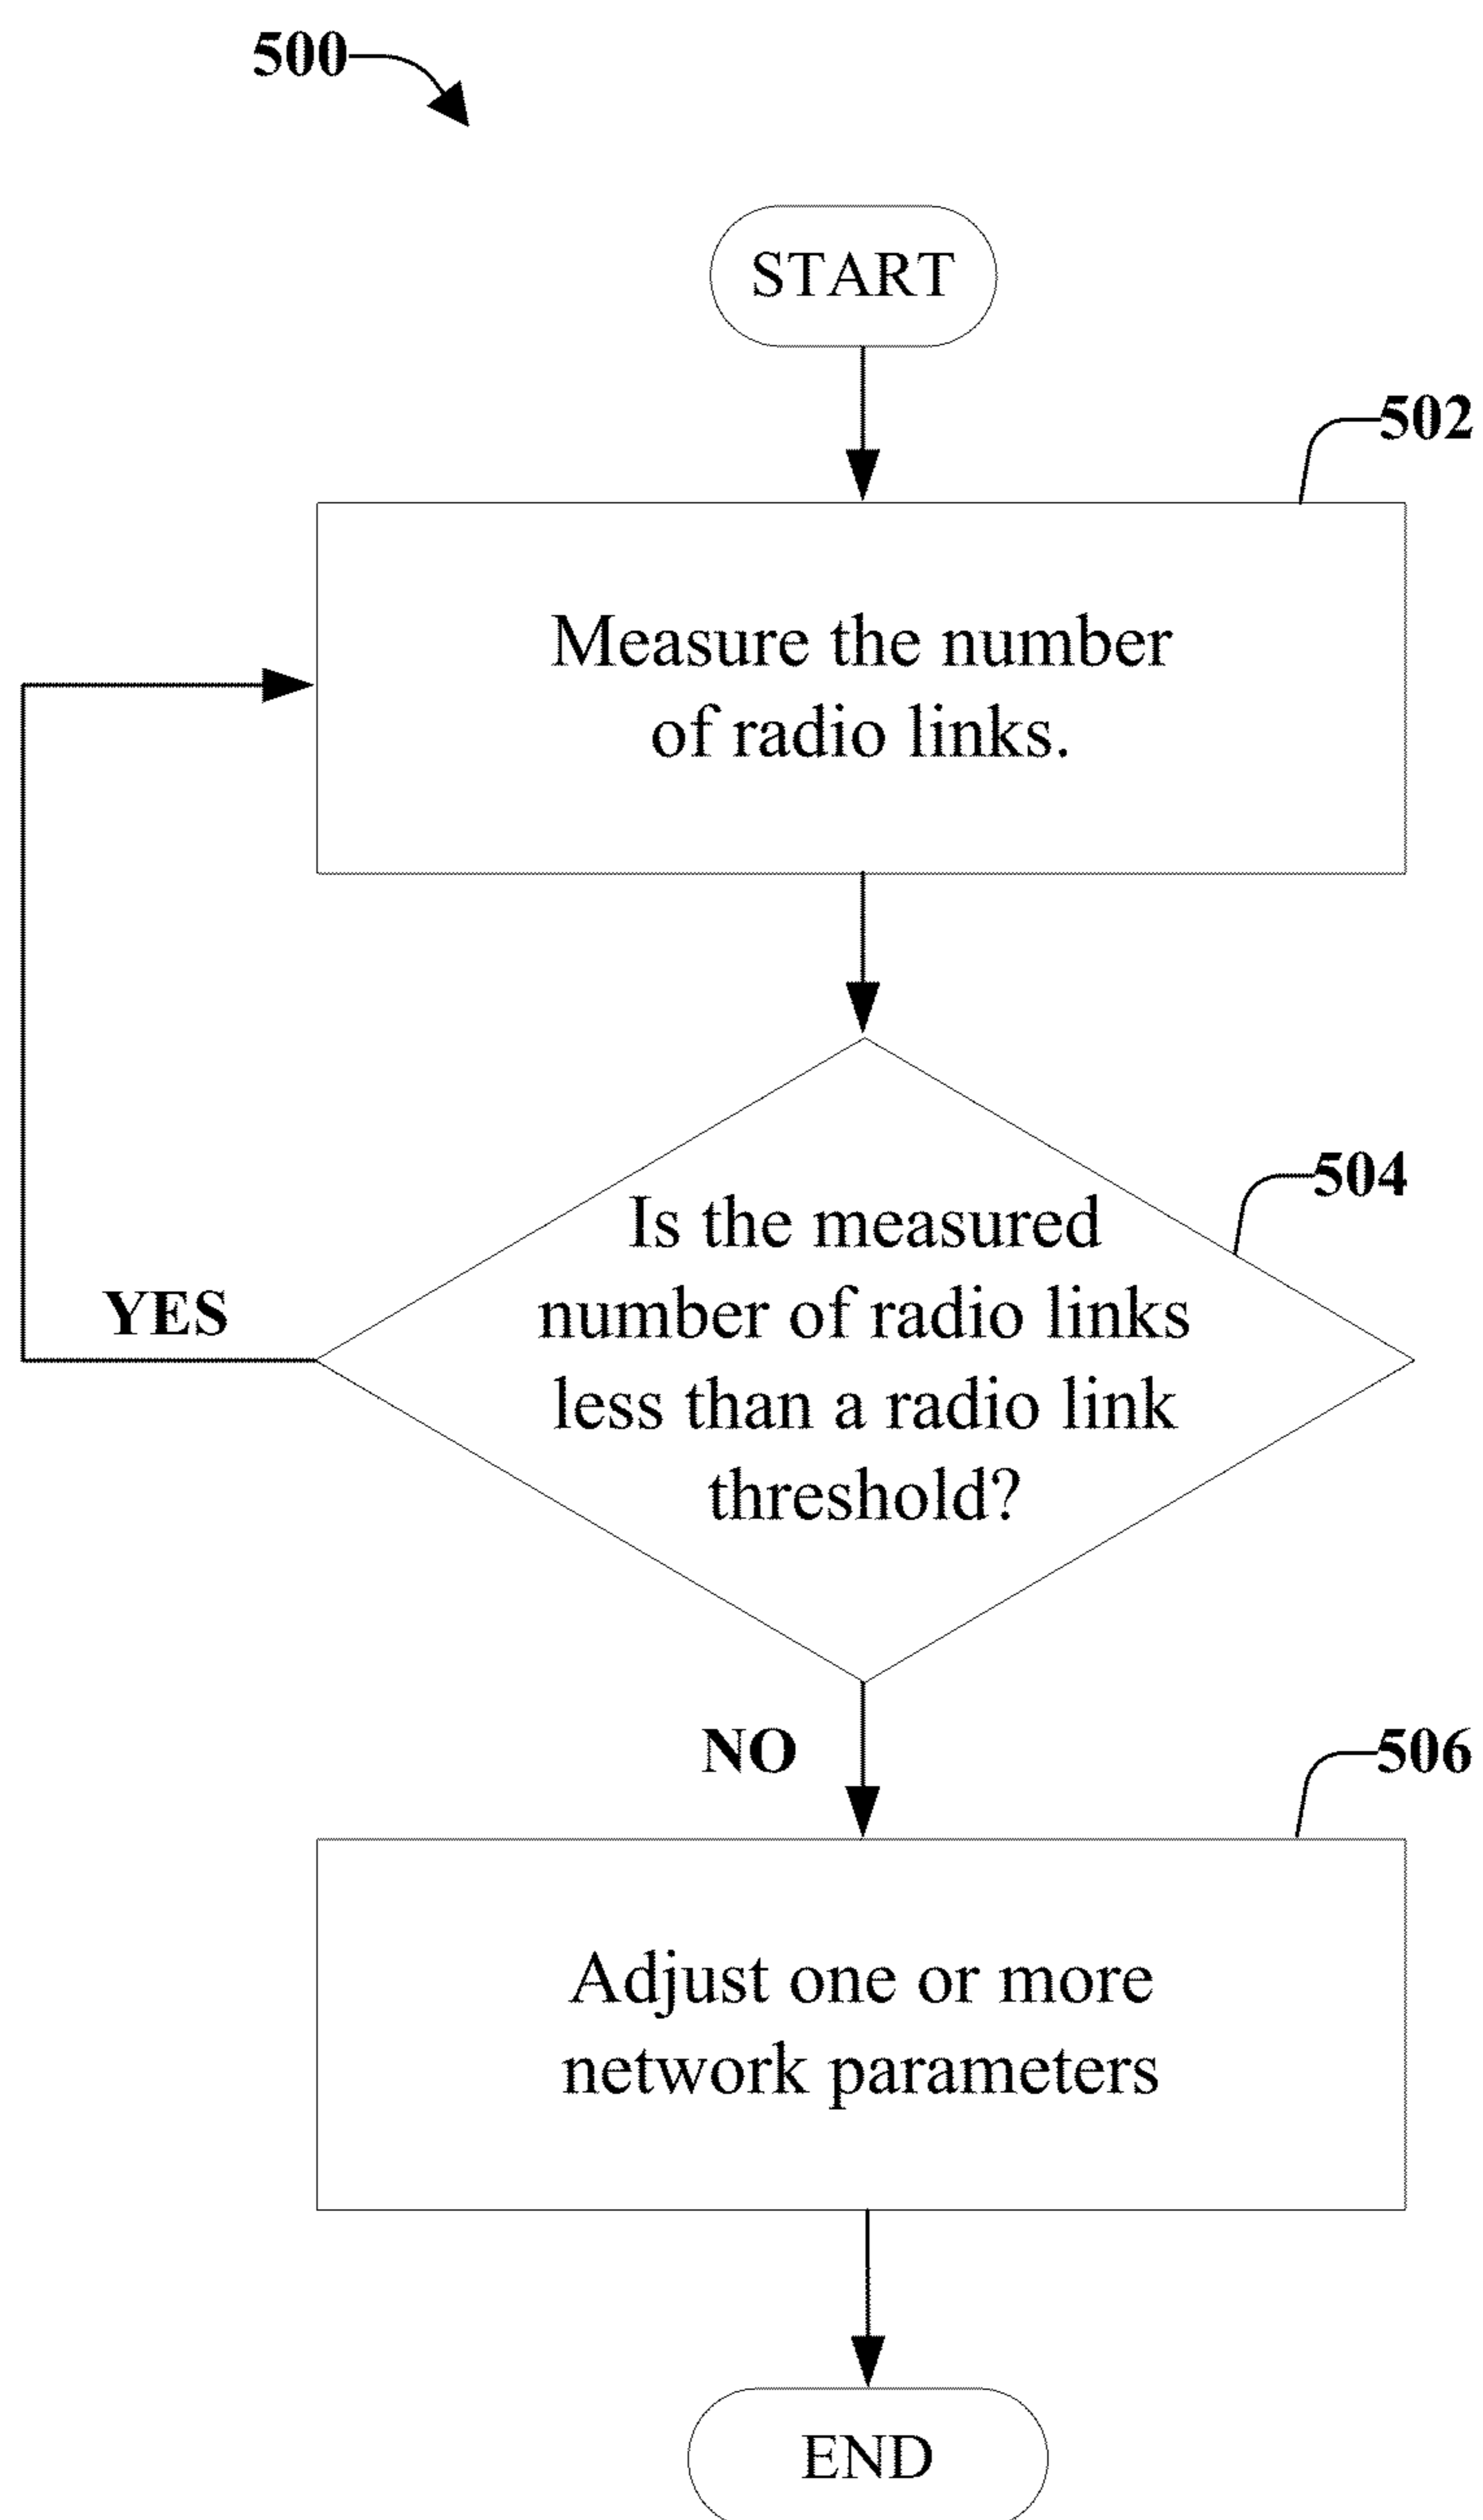 500
START
502
Measure the number
of radio links.
504
Is the measured
number of radio links
less than a radio link
threshold?
YES
NO
506
Adjust one or more
network parameters
END